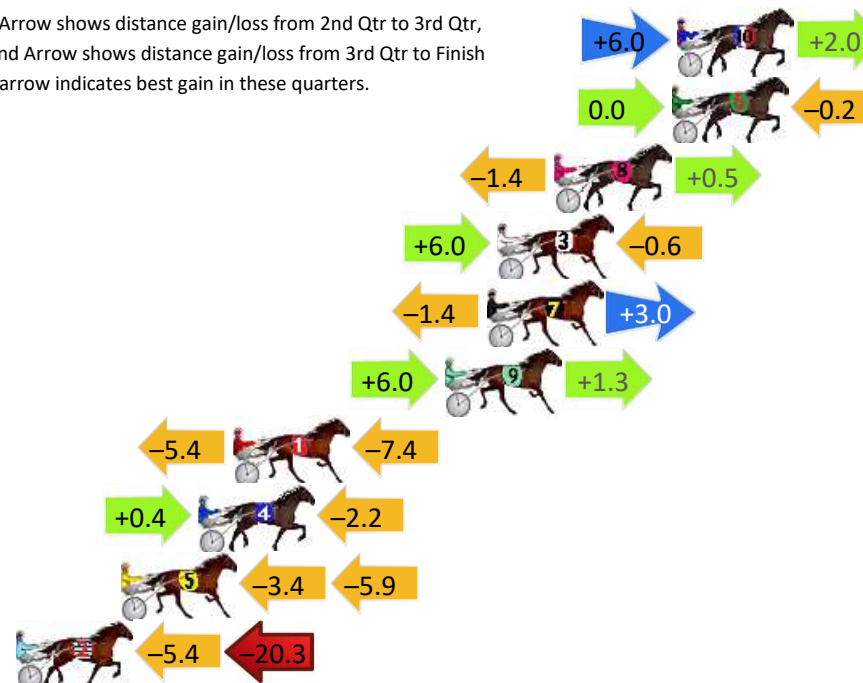 Arrow shows distance gain/loss from 2nd Qtr to 3rd Qtr,
nd Arrow shows distance gain/loss from 3rd Qtr to Finish
arrow indicates best gain in these quarters.
+6.0 10 +2.0
0.0 6 –0.2
–1.4 8 +0.5
+6.0 3 –0.6
–1.4 7 +3.0
+6.0 9 +1.3
–5.4 1 –7.4
+0.4 4 –2.2
5 –3.4 –5.9
2 –5.4 –20.3